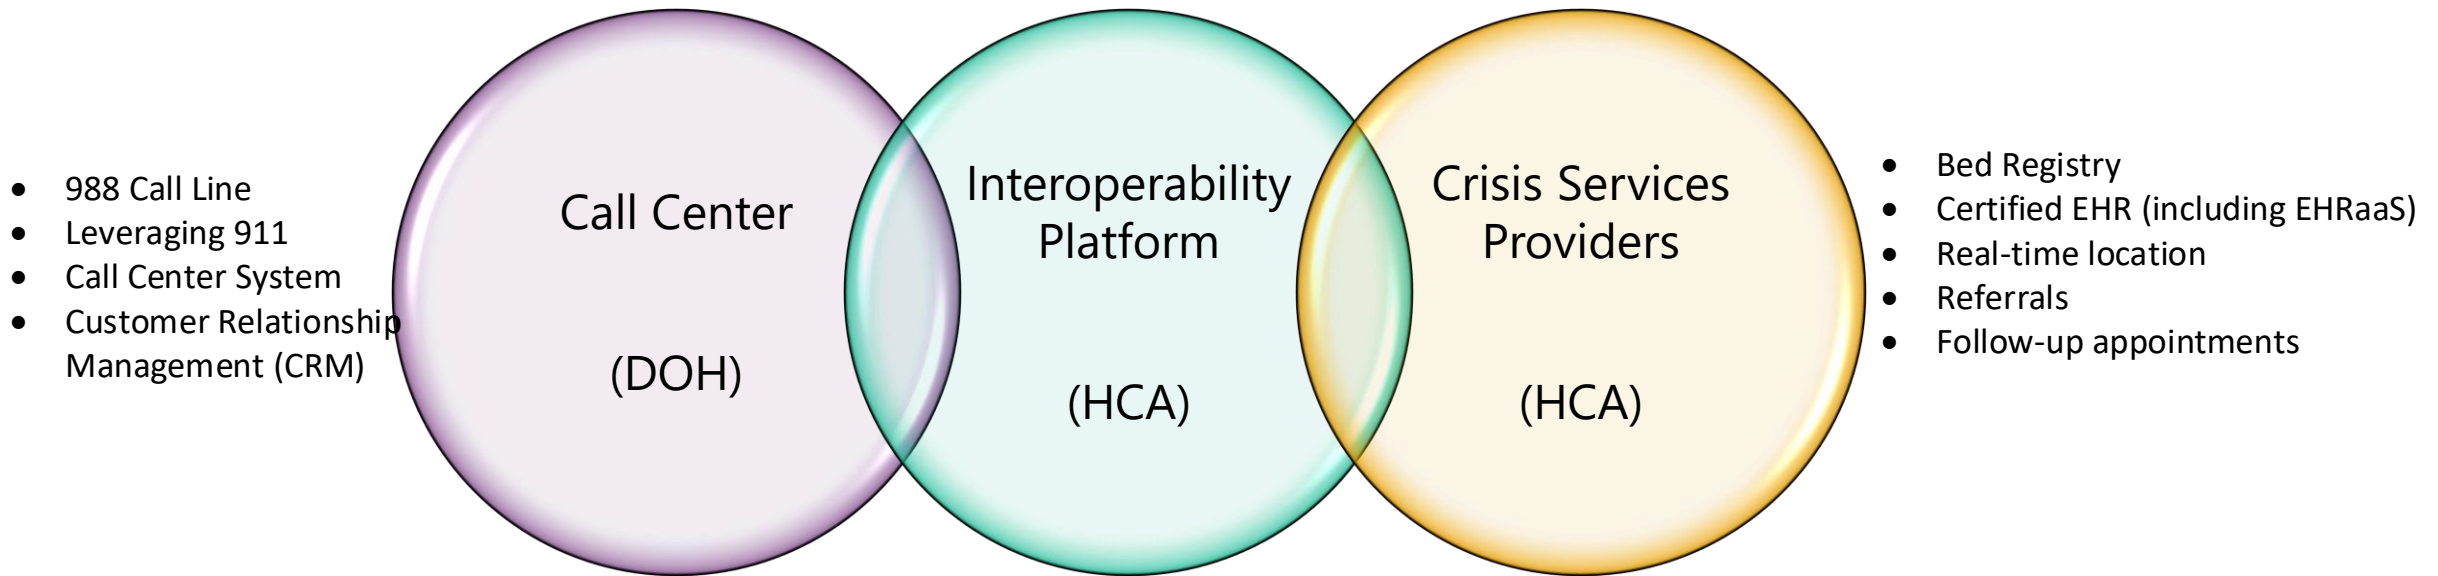 • 988 Call Line
• Leveraging 911
• Call Center System
• Customer Relationship
Management (CRM)
Call Center
(DOH)
Interoperability
Platform
(HCA)
Crisis Services
Providers
(HCA)
• Bed Registry
• Certified EHR (including EHRaaS)
• Real-time location
• Referrals
• Follow-up appointments